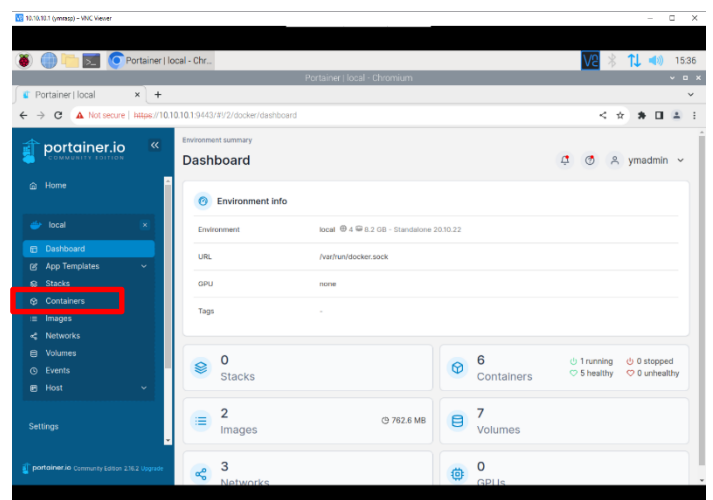 10.10.10.1 (ymrasp) - VNC Viewer
Portainer | local - Chr...
15:36
Portainer | local - Chromium
Portainer | local
Not secure | https://10.10.10.1:9443/#!/2/docker/dashboard
portainer.io
COMMUNITY EDITION
Home
local
Dashboard
App Templates
Stacks
Containers
Images
Networks
Volumes
Events
Host
Settings
portainer.io Community Edition 2.16.2 Upgrade
Environment summary
Dashboard
ymadmin
Environment info
Environment local 4 8.2 GB - Standalone 20.10.22
URL /var/run/docker.sock
GPU none
Tags -
0
Stacks
6
Containers
1 running 0 stopped
5 healthy 0 unhealthy
2
Images
762.6 MB
7
Volumes
3
Networks
0
GPUs